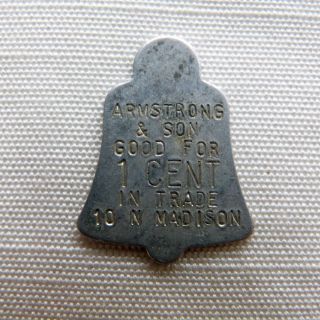 ARMSTRONG
& SON
GOOD FOR
1 CENT
IN TRADE
10 N MADISON